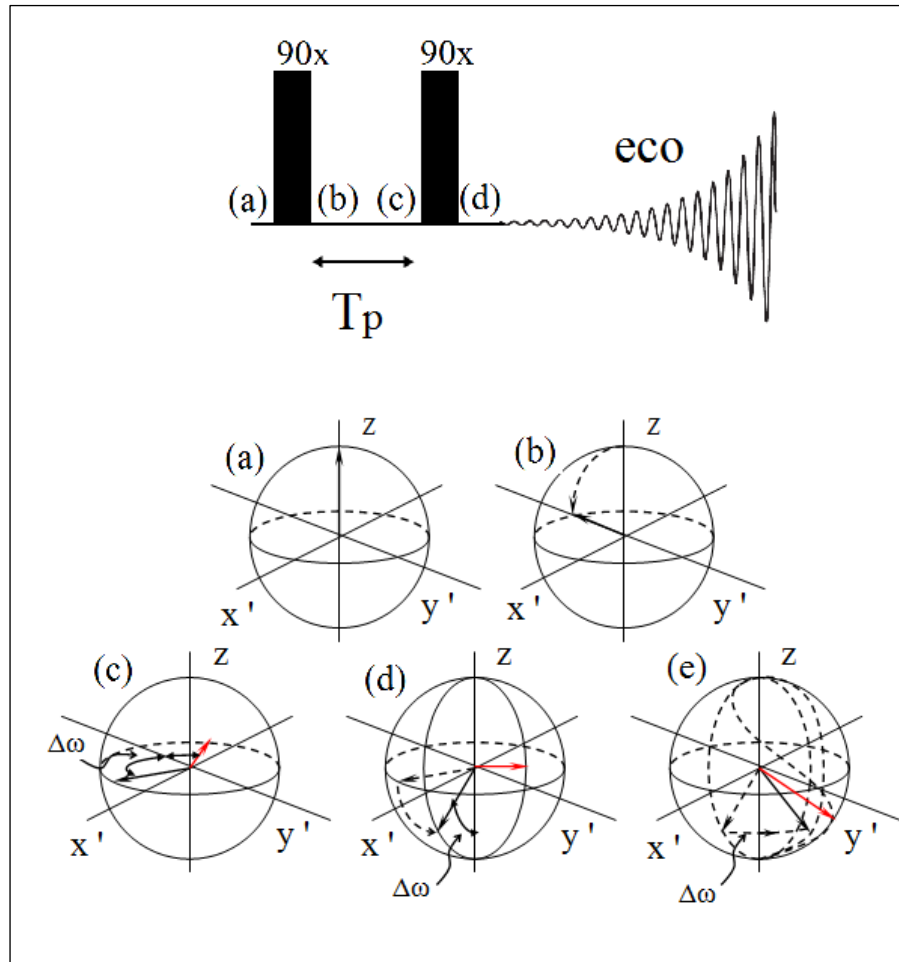 90x 90x
eco
(a) (b) (c) (d)
Tp
(a) z (b) z
x' y' x' y'
(c) z (d) z (e) z
Δω
x' y' x' y' x' y'
Δω Δω